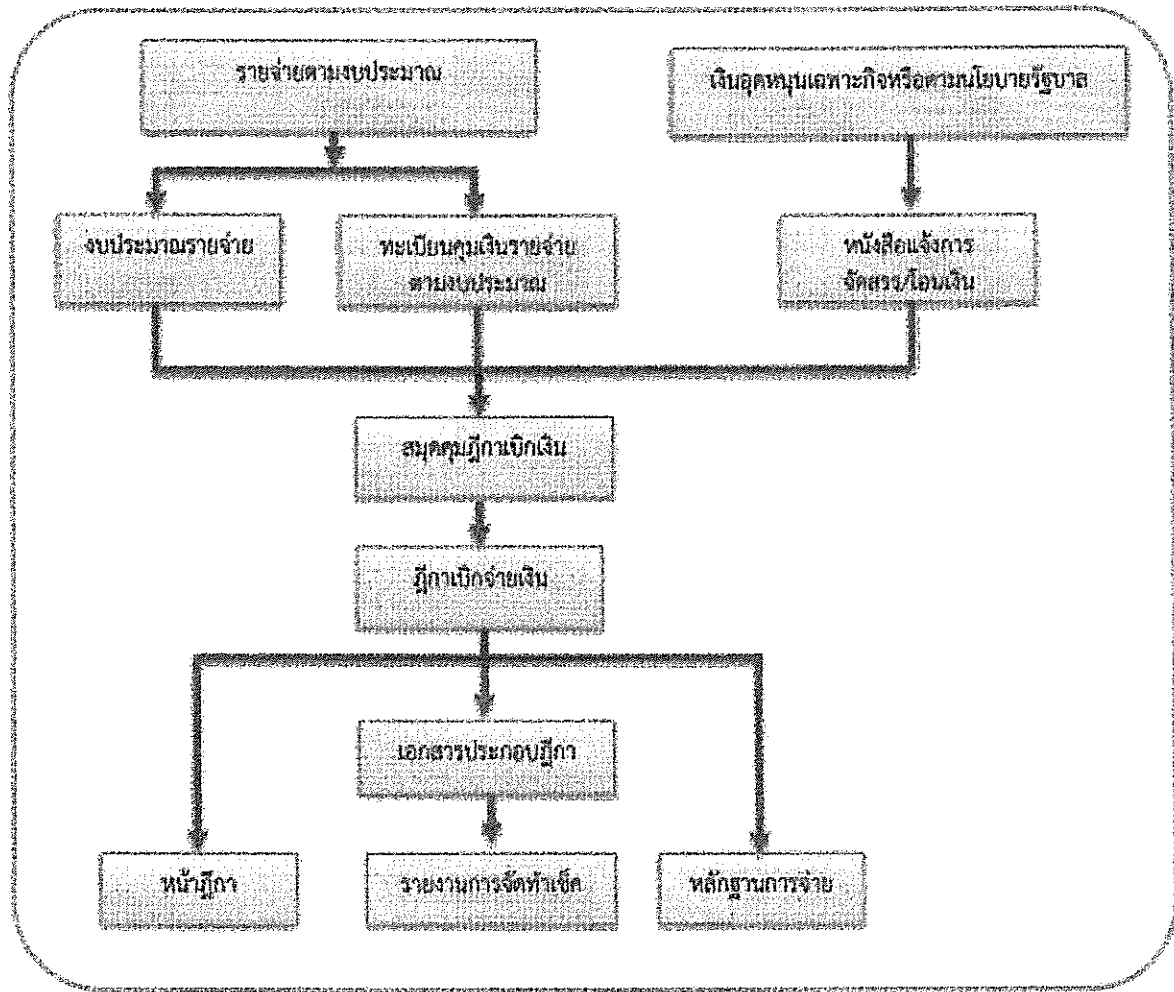 รายจ่ายตามงบประมาณ
เงินอุดหนุนเฉพาะกิจหรือตามนโยบายรัฐบาล
งบประมาณรายจ่าย
ทะเบียนคุมเงินรายจ่าย
ตามงบประมาณ
หนังสือแจ้งการ
จัดสรร/โอนเงิน
สมุดคุมฎีกาเบิกเงิน
ฎีกาเบิกจ่ายเงิน
เอกสารประกอบฎีกา
หน้าฎีกา
รายงานการจัดทำเช็ค
หลักฐานการจ่าย